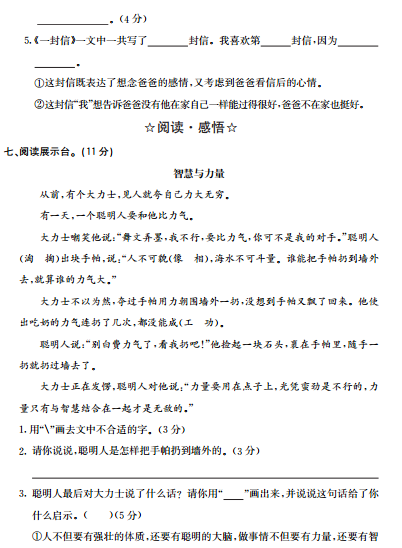 ________________。(4 分)
5.《一封信》一文中一共写了________封信。我喜欢第______封信,因为________
________。
①这封信既表达了想念爸爸的感情,又考虑到爸爸看信后的心情。
②这封信“我”想告诉爸爸没有他在家自己一样能过得很好,爸爸不在家也挺好。
☆阅读·感悟☆
七、阅读展示台。(11 分)
智慧与力量
从前,有个大力士,见人就夸自己力大无穷。
有一天,一个聪明人要和他比力气。
大力士嘲笑他说:“舞文弄墨,我不行,要比力气,你可不是我的对手。”聪明人
(淘 掏)出块手帕,说:“人不可貌(像 相),海水不可斗量。谁能把手帕扔到墙外
去,就算谁的力气大。”
大力士不以为然,夺过手帕用力朝围墙外一扔,没想到手帕又飘了回来。他使
出吃奶的力气连扔了几次,都没能成(工 功)。
聪明人说:“别白费力气了,看我扔吧!”他捡起一块石头,裹在手帕里,随手一
扔就扔过墙去了。
大力士正在发愣,聪明人对他说:“力量要用在点子上,光凭蛮劲是不行的,力
量只有与智慧结合在一起才是无敌的。”
1. 用“\”画去文中不合适的字。(3 分)
2. 请你说说,聪明人是怎样把手帕扔到墙外的。(3 分)
3. 聪明人最后对大力士说了什么话？请你用“____”画出来,并说说这句话给了你
什么启示。( )(5 分)
①人不但要有强壮的体质,还要有聪明的大脑,做事情不但要有力量,还要有智